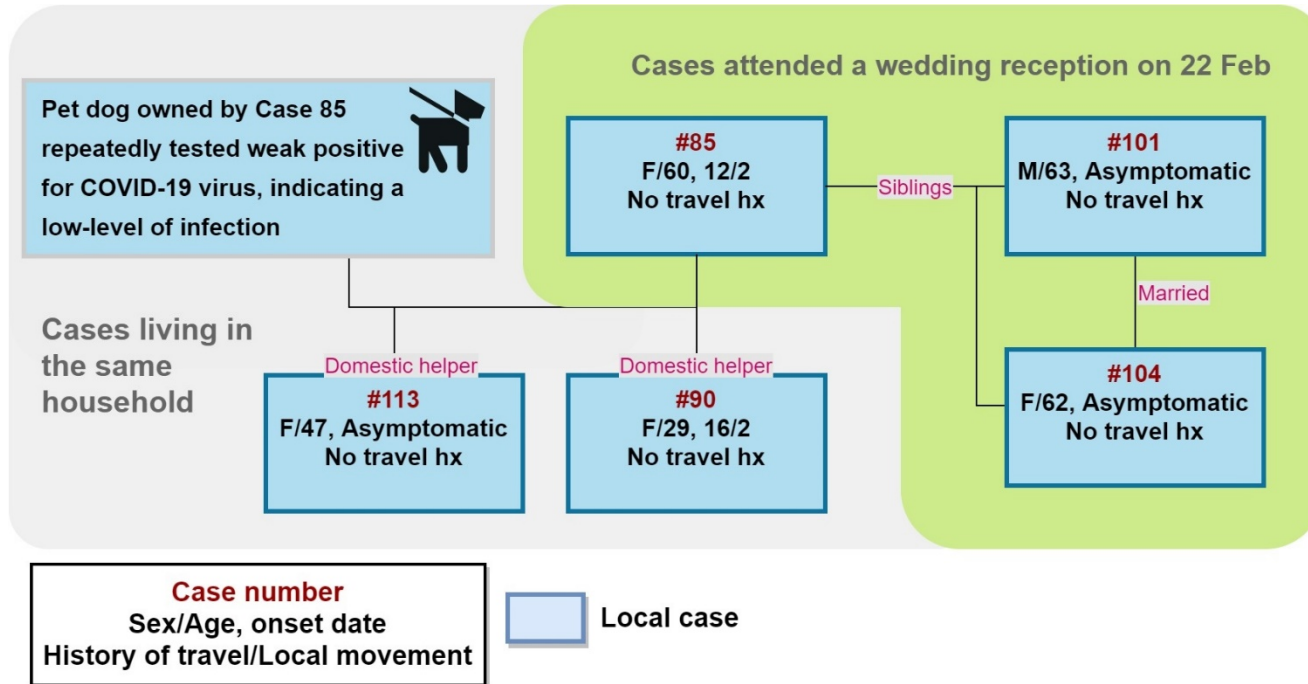 Cases attended a wedding reception on 22 Feb
Pet dog owned by Case 85
repeatedly tested weak positive
for COVID-19 virus, indicating a
low-level of infection
#85
F/60, 12/2
No travel hx
Siblings
#101
M/63, Asymptomatic
No travel hx
Married
Cases living in
the same
household
Domestic helper
#113
F/47, Asymptomatic
No travel hx
Domestic helper
#90
F/29, 16/2
No travel hx
#104
F/62, Asymptomatic
No travel hx
Case number
Sex/Age, onset date
History of travel/Local movement
Local case